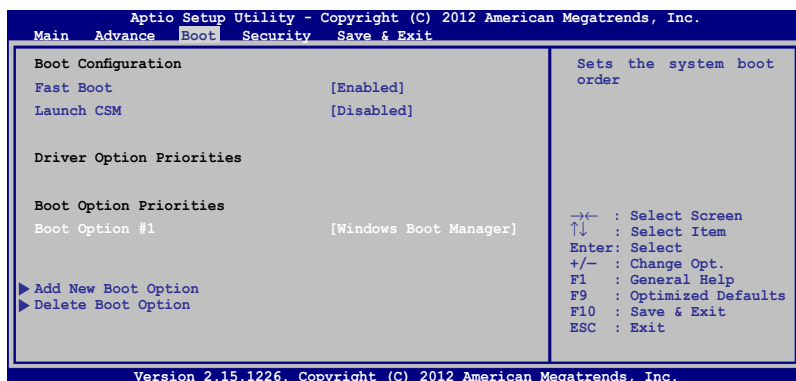 Aptio Setup Utility - Copyright (C) 2012 American Megatrends, Inc.
Main Advance Boot Security Save & Exit
Boot Configuration
Fast Boot [Enabled]
Launch CSM [Disabled]
Driver Option Priorities
Boot Option Priorities
Boot Option #1 [Windows Boot Manager]
Add New Boot Option
Delete Boot Option
Sets the system boot
order
→← : Select Screen
↑↓ : Select Item
Enter: Select
+/— : Change Opt.
F1 : General Help
F9 : Optimized Defaults
F10 : Save & Exit
ESC : Exit
Version 2.15.1226. Copyright (C) 2012 American Megatrends, Inc.